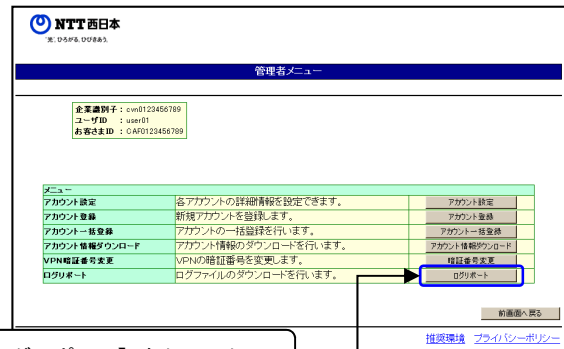 NTT西日本
"光"ひろがる、ひびきあう。
管理者メニュー
企業識別子：cvn0123456789
ユーザID ：user01
お客さまID ：CAF0123456789
メニュー
アカウント設定 各アカウントの詳細情報を設定できます。 アカウント設定
アカウント登録 新規アカウントを登録します。 アカウント登録
アカウント一括登録 アカウントの一括登録を行います。 アカウント一括登録
アカウント情報ダウンロード アカウント情報のダウンロードを行います。 アカウント情報ダウンロード
VPN暗証番号変更 VPNの暗証番号を変更します。 暗証番号変更
ログリポート ログファイルのダウンロードを行います。 ログリポート
前画面へ戻る
推奨環境 プライバシーポリシー